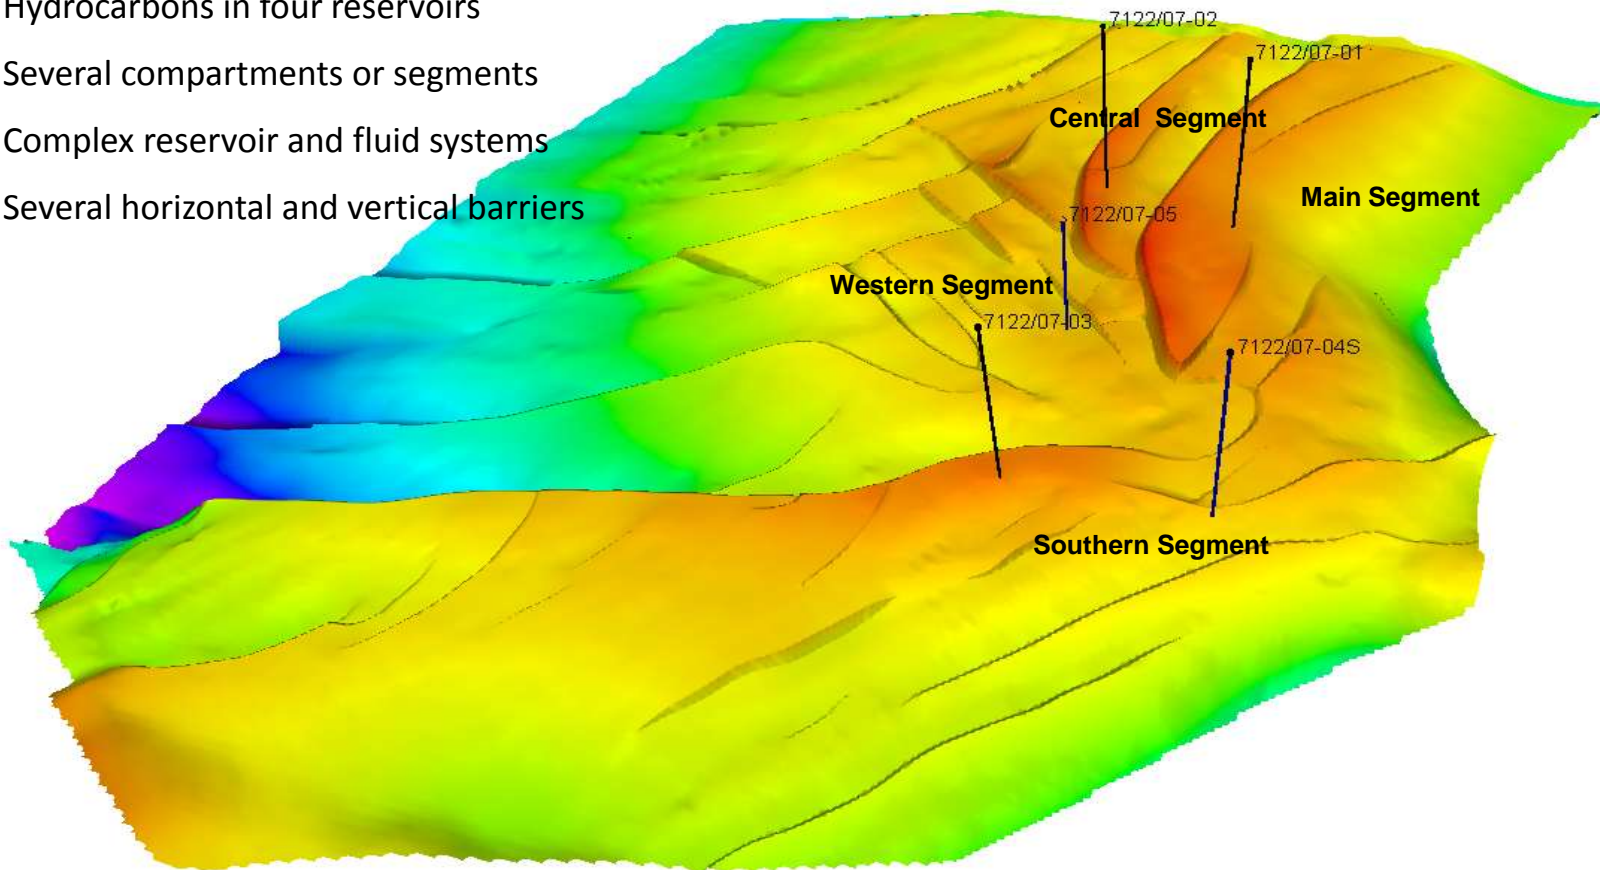 Hydrocarbons in four reservoirs
Several compartments or segments
Complex reservoir and fluid systems
Several horizontal and vertical barriers
7122/07-02
7122/07-01
Central Segment
Main Segment
7122/07-05
Western Segment
7122/07-03
7122/07-04S
Southern Segment